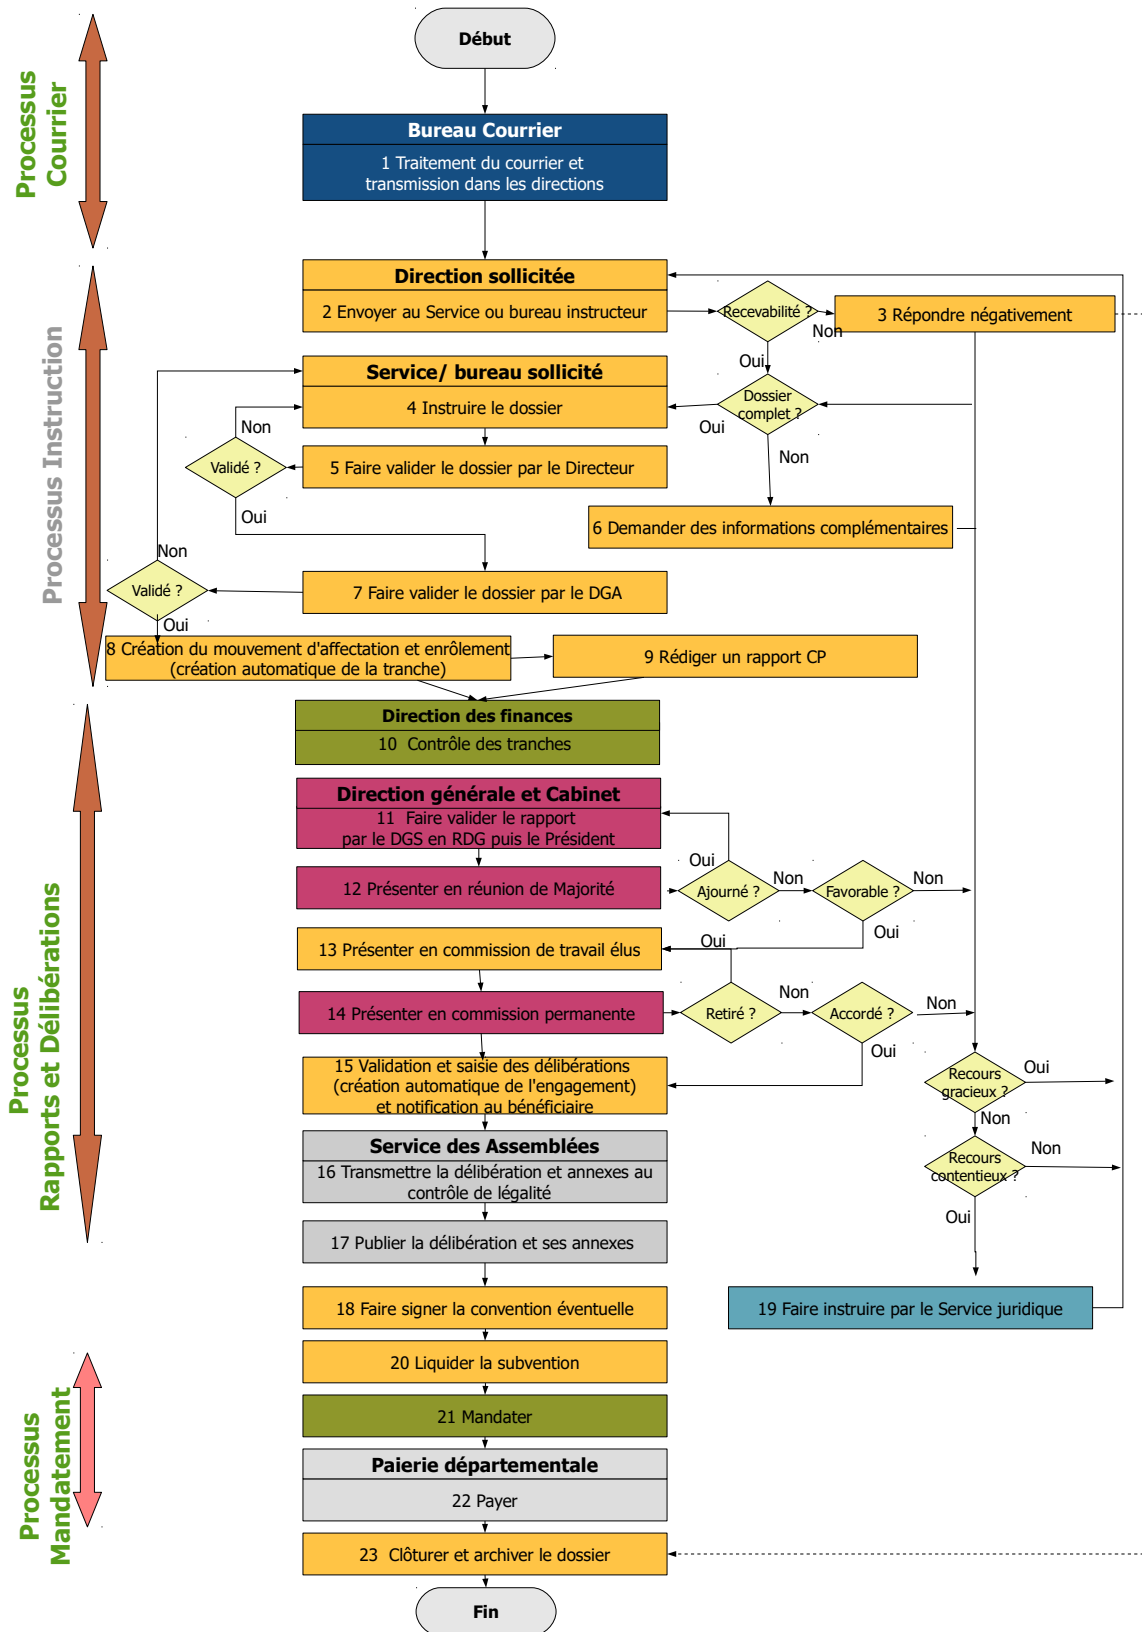 Début
Processus
Courrier
Bureau Courrier
1 Traitement du courrier et
transmission dans les directions
Direction sollicitée
2 Envoyer au Service ou bureau instructeur
Recevabilité ?
Non
3 Répondre négativement
Oui
Processus Instruction
Service/ bureau sollicité
4 Instruire le dossier
Dossier
complet ?
Oui
Non
Non
Validé ?
5 Faire valider le dossier par le Directeur
Oui
6 Demander des informations complémentaires
Non
Validé ?
7 Faire valider le dossier par le DGA
Oui
8 Création du mouvement d'affectation et enrôlement
(création automatique de la tranche)
9 Rédiger un rapport CP
Direction des finances
10 Contrôle des tranches
Processus
Rapports et Délibérations
Direction générale et Cabinet
11 Faire valider le rapport
par le DGS en RDG puis le Président
Oui
12 Présenter en réunion de Majorité
Ajourné ?
Non
Favorable ?
Non
Oui
13 Présenter en commission de travail élus
Oui
14 Présenter en commission permanente
Retiré ?
Non
Accordé ?
Non
Oui
15 Validation et saisie des délibérations
(création automatique de l'engagement)
et notification au bénéficiaire
Recours
gracieux ?
Oui
Non
Service des Assemblées
16 Transmettre la délibération et annexes au
contrôle de légalité
Recours
contentieux ?
Non
Oui
17 Publier la délibération et ses annexes
18 Faire signer la convention éventuelle
19 Faire instruire par le Service juridique
Processus
Mandatement
20 Liquider la subvention
21 Mandater
Paierie départementale
22 Payer
23 Clôturer et archiver le dossier
Fin